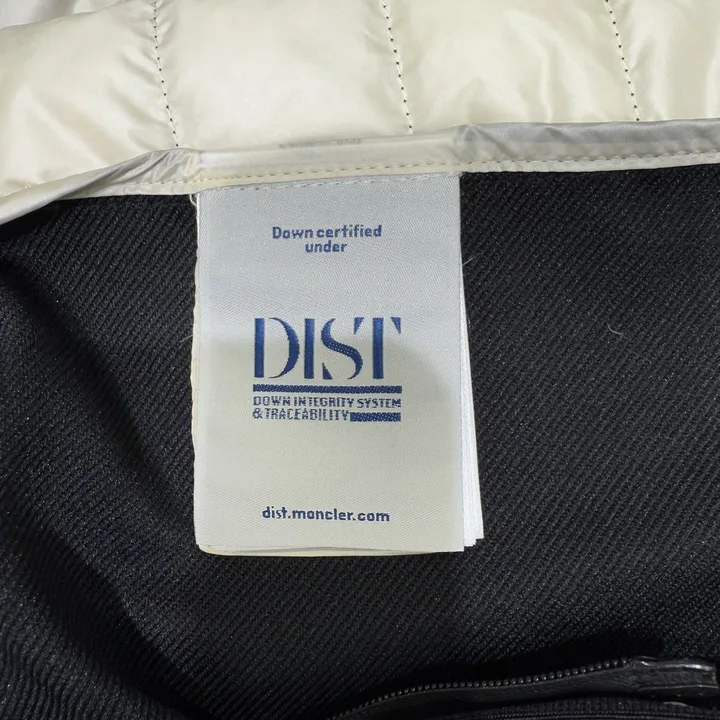 Down certified
under
DIST
DOWN INTEGRITY SYSTEM
& TRACEABILITY
dist.moncler.com